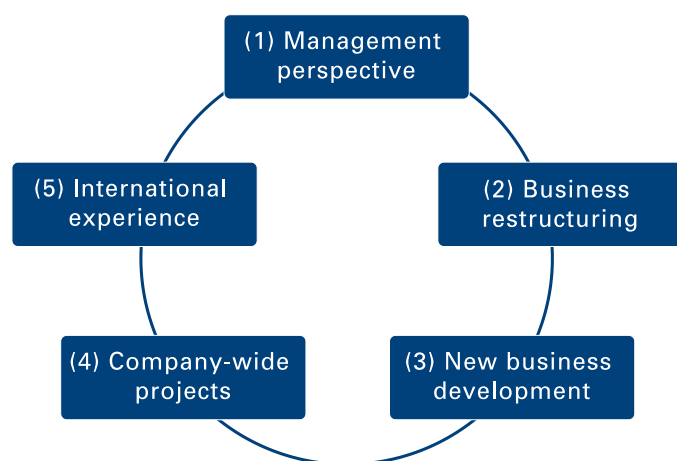 (1) Management
perspective
(2) Business
restructuring
(3) New business
development
(4) Company-wide
projects
(5) International
experience